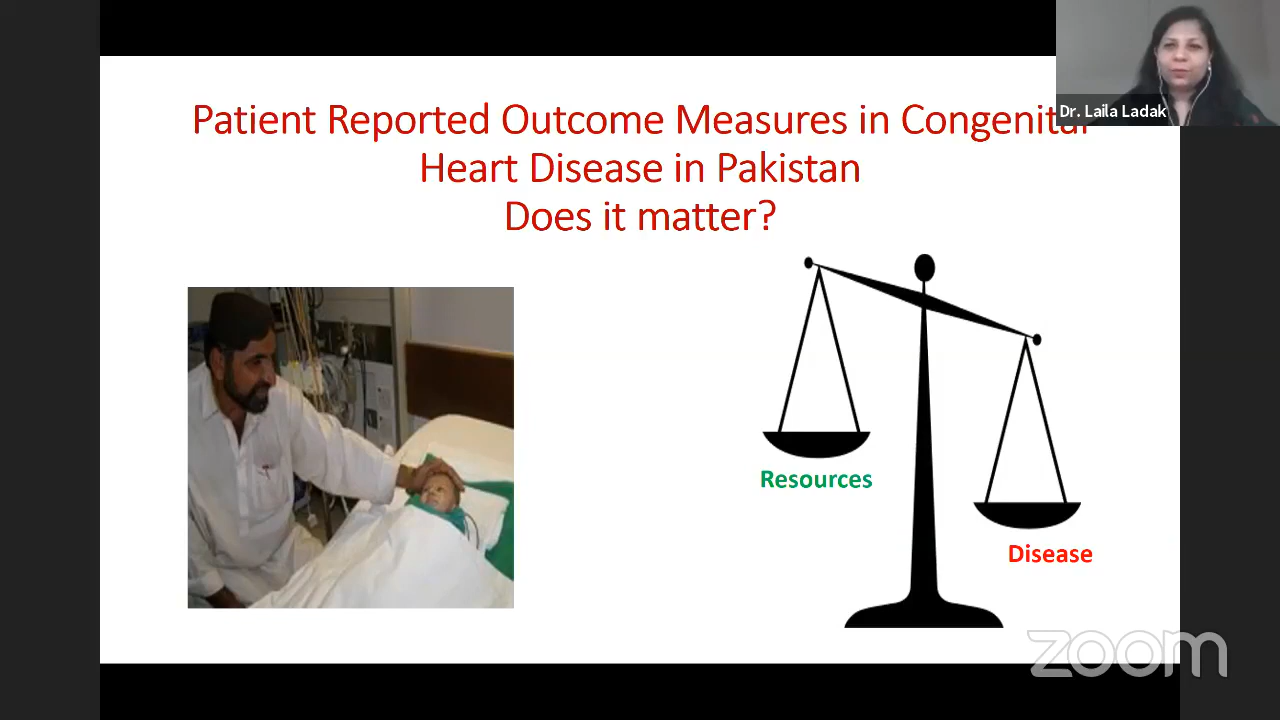 Patient Reported Outcome Measures in Congenital
Heart Disease in Pakistan
Does it matter?
Dr. Laila Ladak
Resources
Disease
zoom